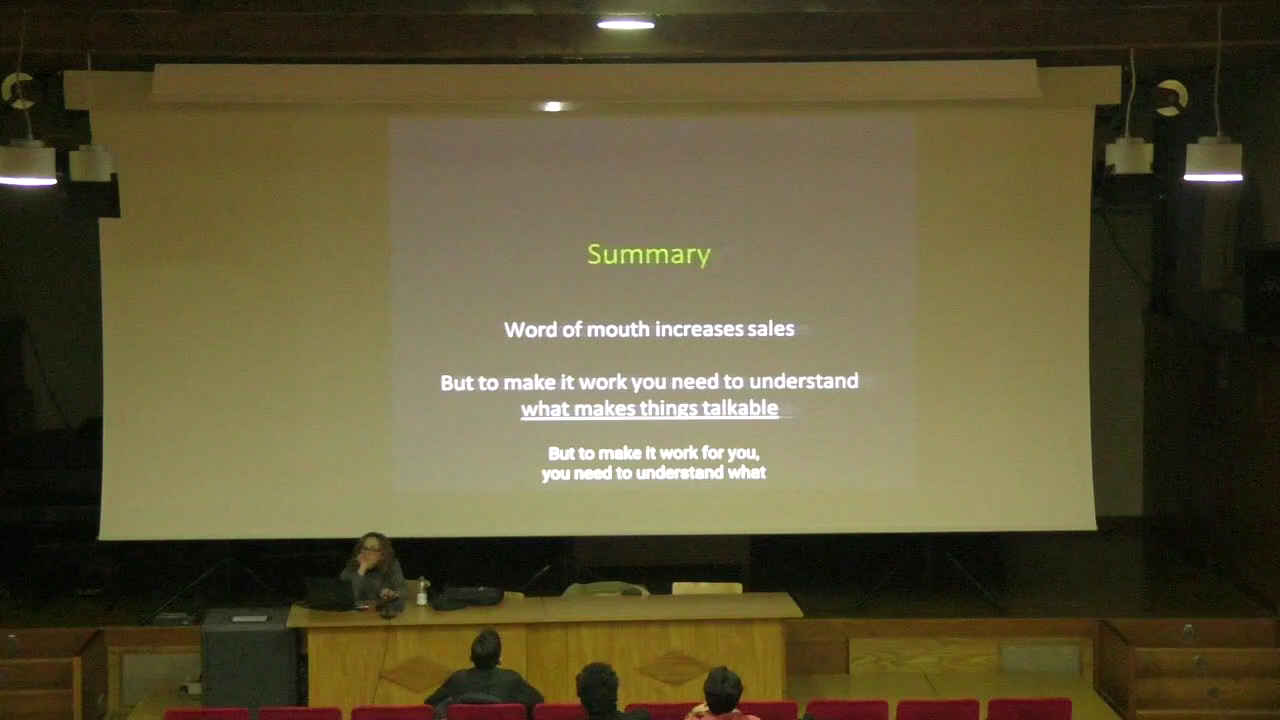 Summary
Word of mouth increases sales
But to make it work you need to understand
what makes things talkable
But to make it work for you,
you need to understand what